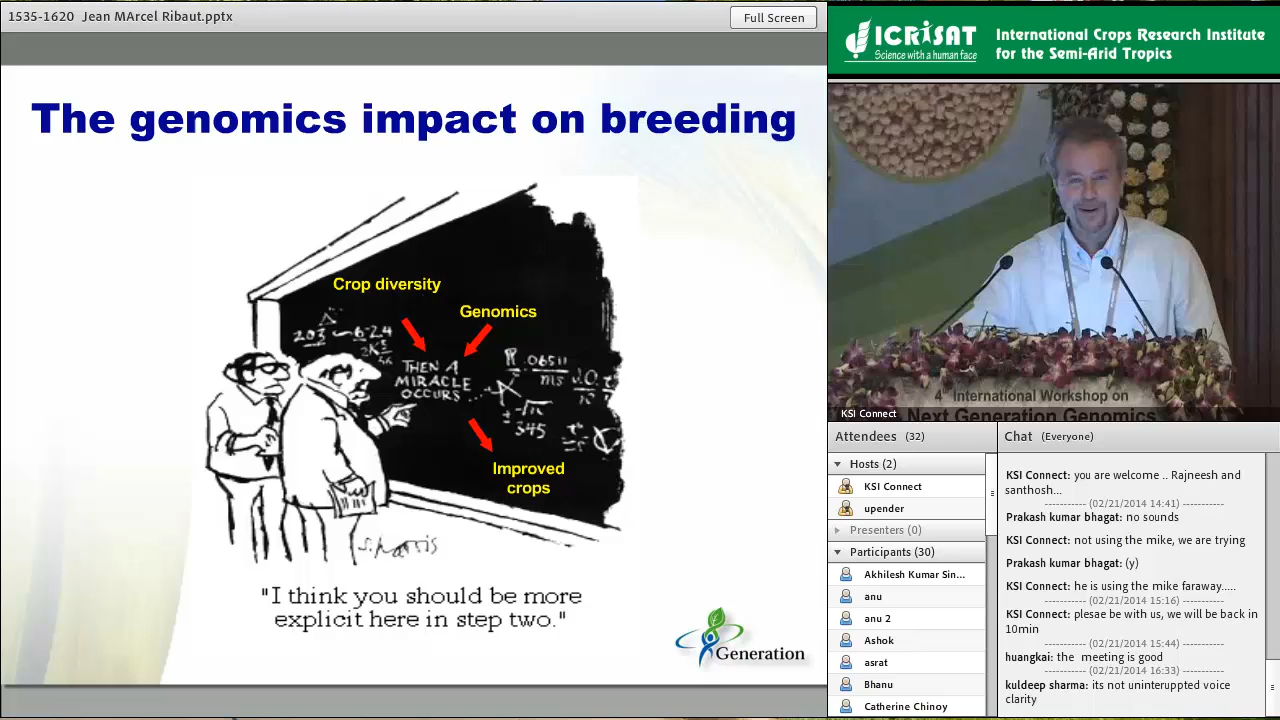 1535-1620 Jean MArcel Ribaut.pptx
Full Screen
The genomics impact on breeding
Crop diversity
Genomics
THEN A
MIRACLE
OCCURS...
Improved
crops
"I think you should be more
explicit here in step two."
Generation
ICRISAT
Science with a human face
International Crops Research Institute
for the Semi-Arid Tropics
4th International Workshop on
Next Generation Genomics
KSI Connect
Attendees (32)
Hosts (2)
KSI Connect
upender
Presenters (0)
Participants (30)
Akhilesh Kumar Sin...
anu
anu 2
Ashok
asrat
Bhanu
Catherine Chinoy
Chat (Everyone)
KSI Connect: you are welcome .. Rajneesh and
santhosh...
----------- (02/21/2014 14:41) -----------
Prakash kumar bhagat: no sounds
KSI Connect: not using the mike, we are trying
Prakash kumar bhagat: (y)
KSI Connect: he is using the mike faraway.....
----------- (02/21/2014 15:16) -----------
KSI Connect: plesae be with us, we will be back in
10min
----------- (02/21/2014 15:44) -----------
huangkai: the meeting is good
----------- (02/21/2014 16:33) -----------
kuldeep sharma: its not uninteruppted voice
clarity